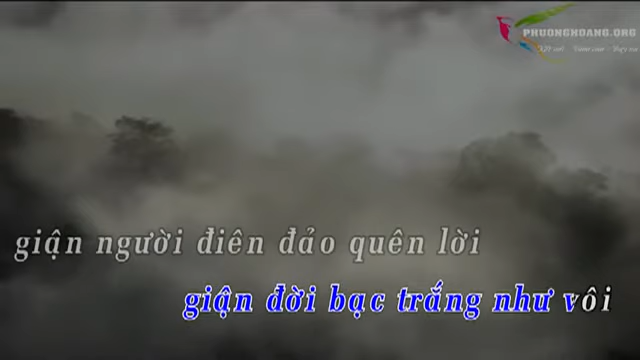 PHUONGHOANG.ORG
giận người điên đảo quên lời
giận đời bạc trắng như vôi